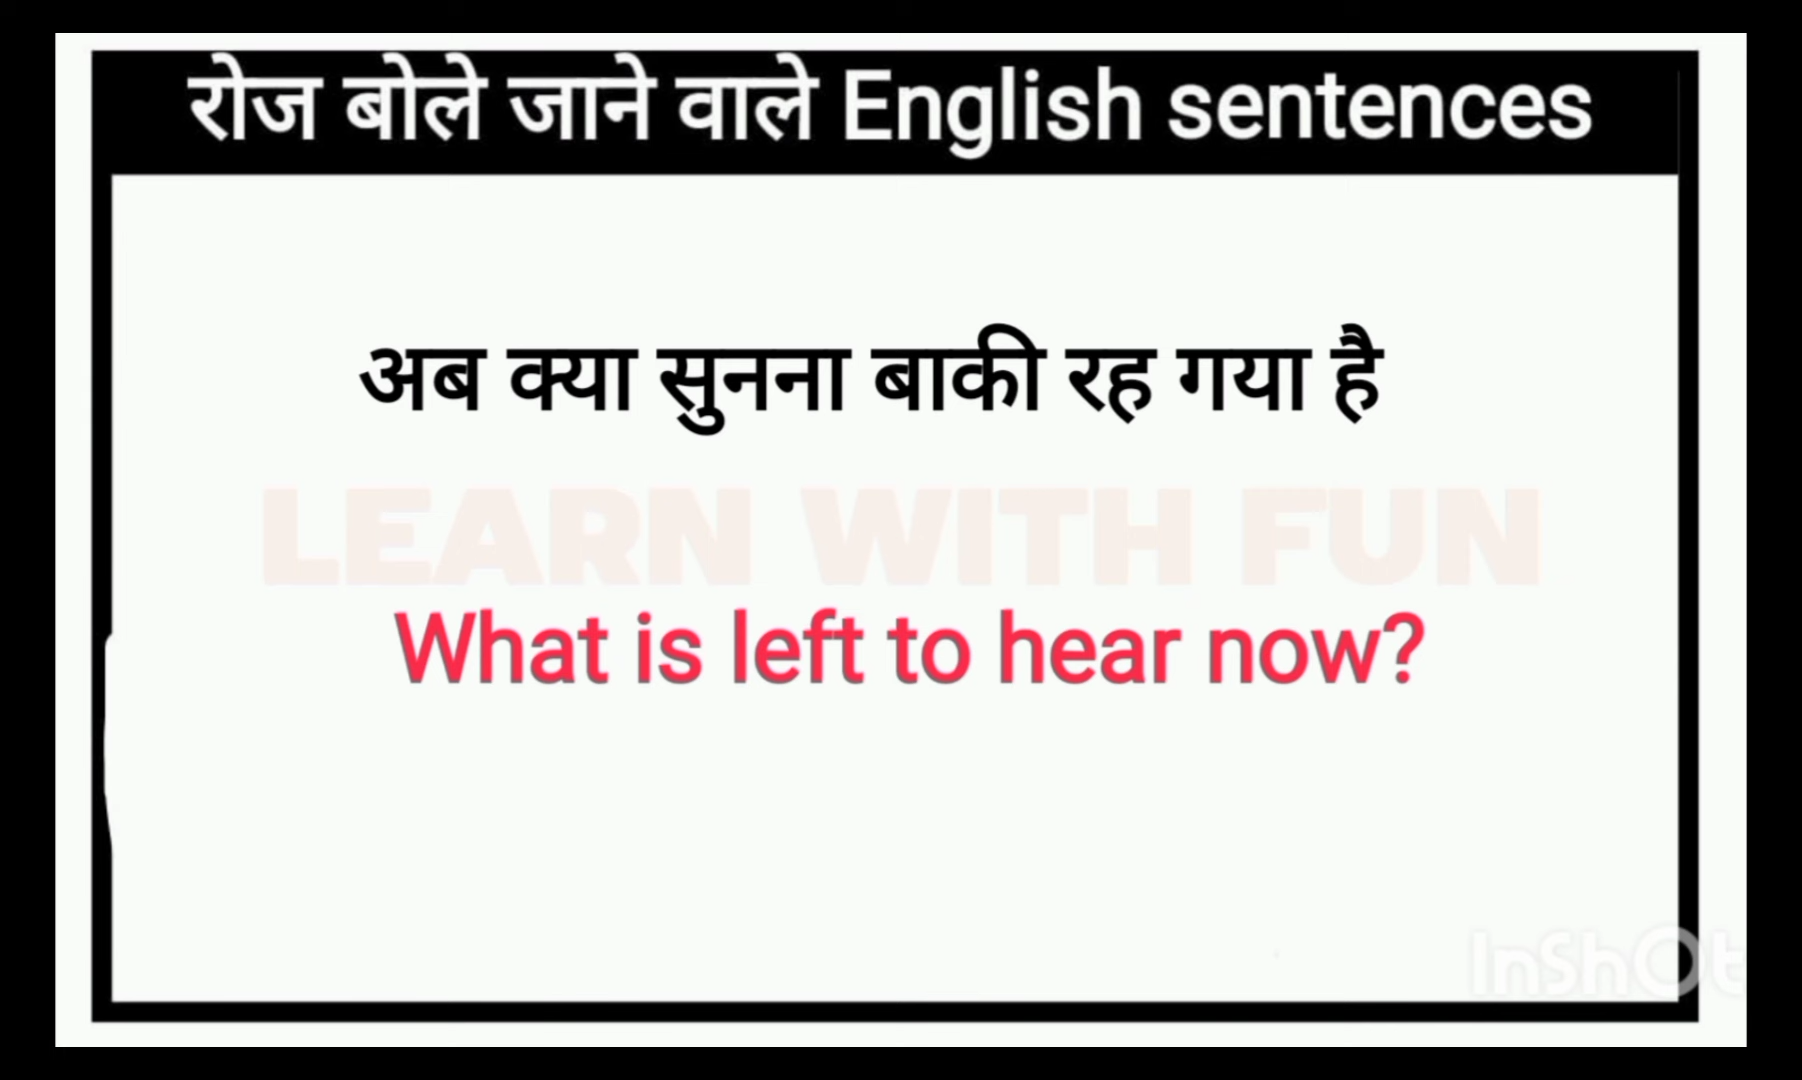 रोज बोले जाने वाले English sentences
अब क्या सुनना बाकी रह गया है
LEARN WITH FUN
What is left to hear now?
InShOt